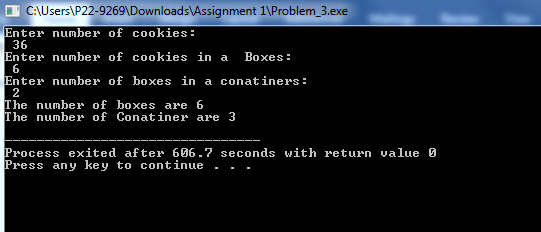 C:\Users\P22-9269\Downloads\Assignment 1\Problem_3.exe
Enter number of cookies:
36
Enter number of cookies in a  Boxes:
6
Enter number of boxes in a conatiners:
2
The number of boxes are 6
The number of Conatiner are 3
--------------------------------
Process exited after 606.7 seconds with return value 0
Press any key to continue . . .